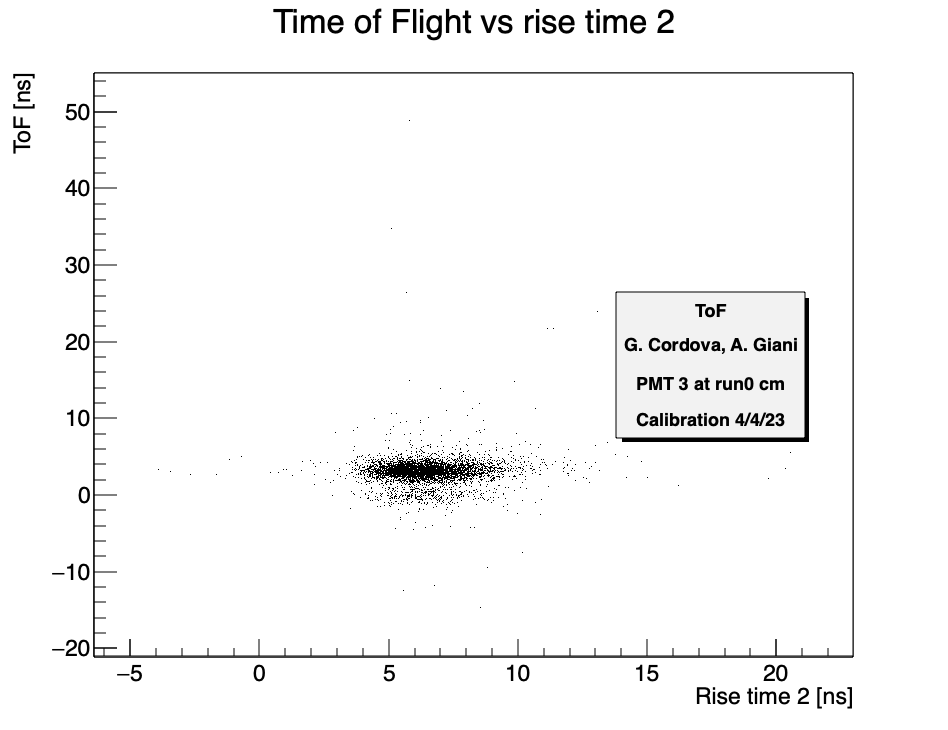 Time of Flight vs rise time 2
ToF [ns]
50
40
30
20
10
0
−10
−20
ToF
G. Cordova, A. Giani
PMT 3 at run0 cm
Calibration 4/4/23
−5 0 5 10 15 20
Rise time 2 [ns]